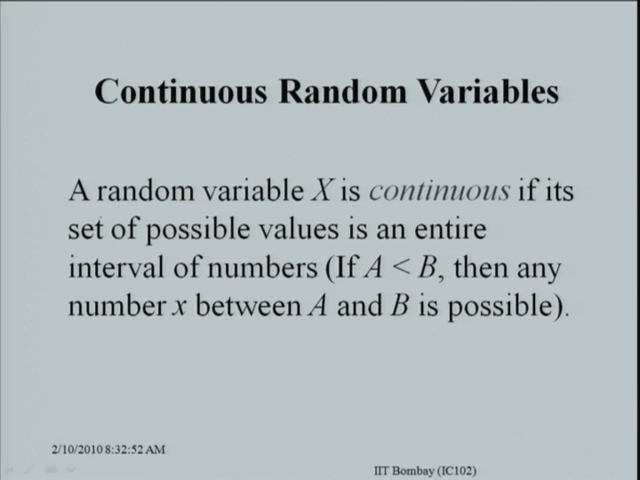 Continuous Random Variables
A random variable X is continuous if its
set of possible values is an entire
interval of numbers (If A < B, then any
number x between A and B is possible).
2/10/2010 8:32:52 AM
IIT Bombay (IC102)